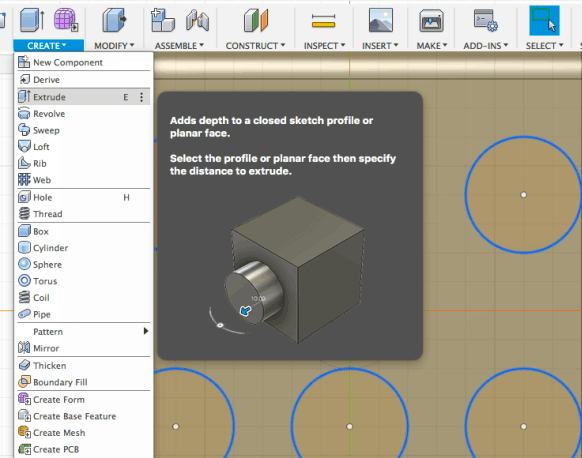 CREATE MODIFY ASSEMBLE CONSTRUCT INSPECT INSERT MAKE ADD-INS SELECT
New Component
Derive
Extrude E
Revolve
Sweep
Loft
Rib
Web
Hole H
Thread
Box
Cylinder
Sphere
Torus
Coil
Pipe
Pattern
Mirror
Thicken
Boundary Fill
Create Form
Create Base Feature
Create Mesh
Create PCB
Adds depth to a closed sketch profile or
planar face.
Select the profile or planar face then specify
the distance to extrude.